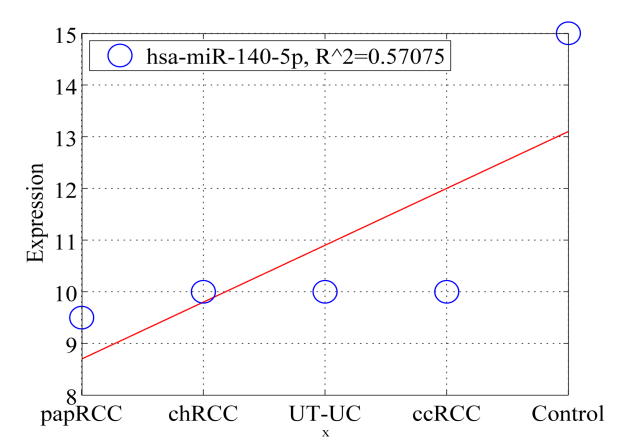 15
hsa-miR-140-5p, R^2=0.57075
14
13
12
11
10
9
8
Expression
papRCC chRCC UT-UC ccRCC Control
x